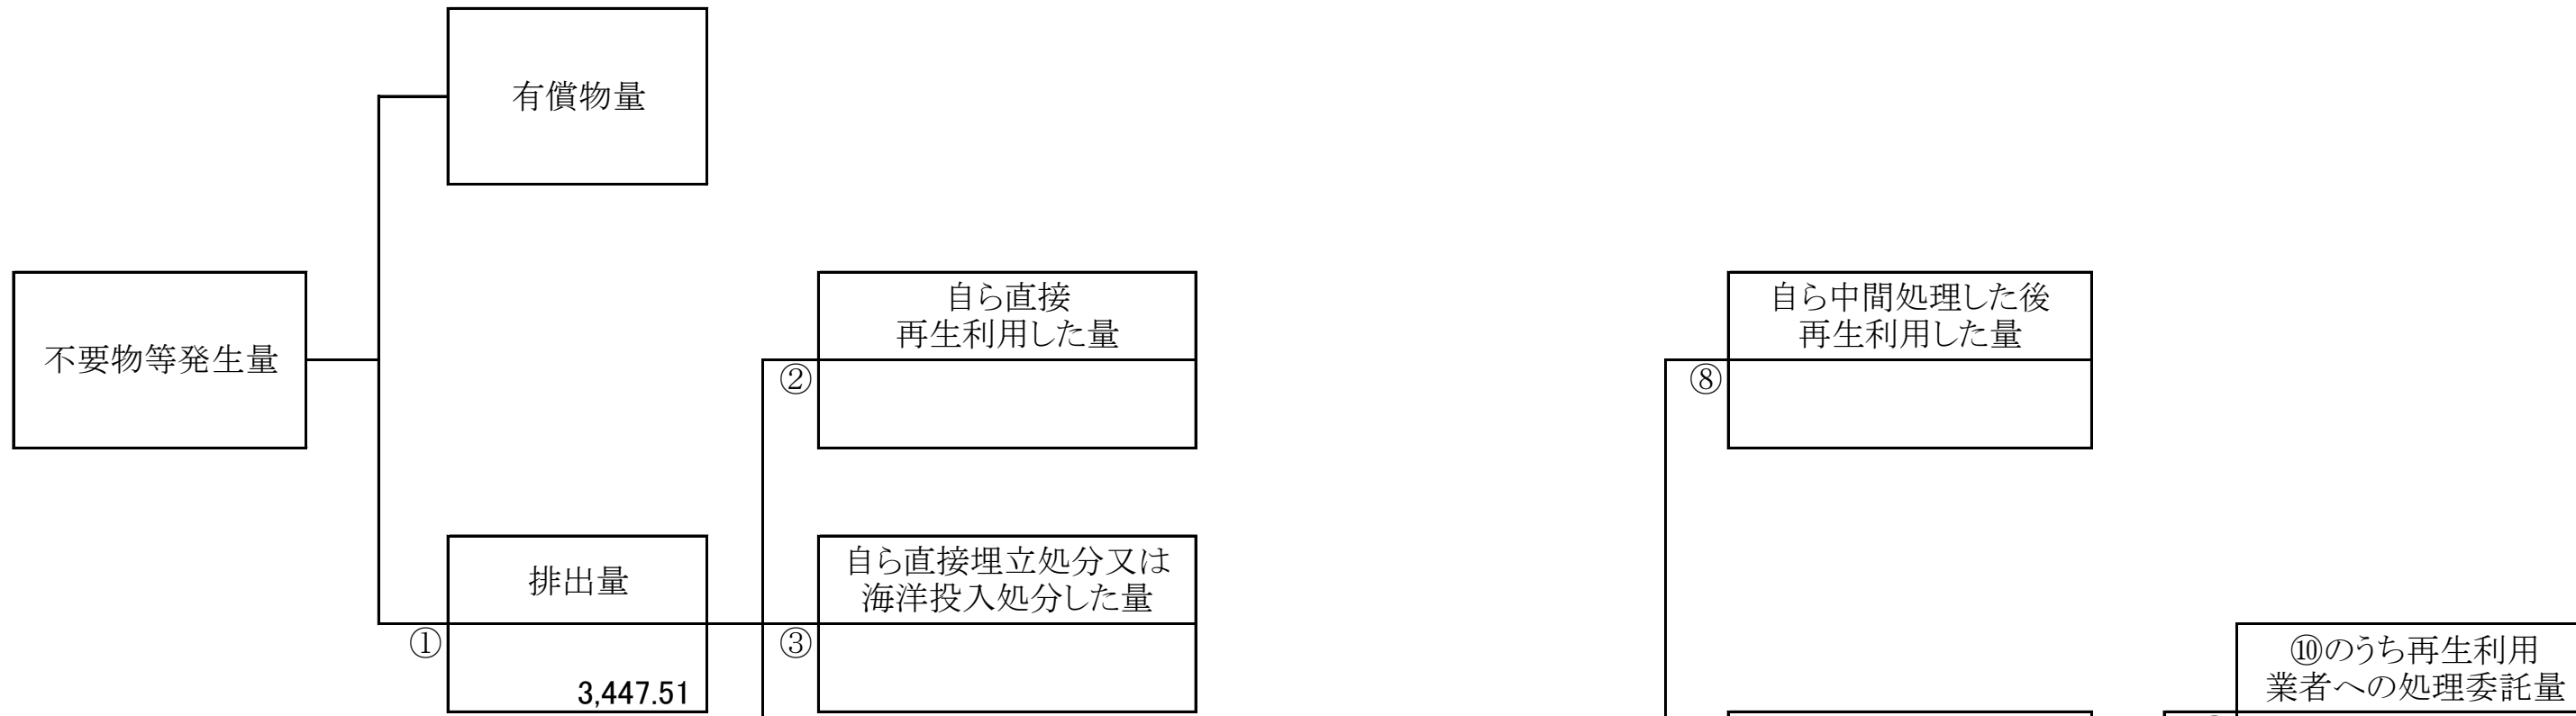 有償物量
不要物等発生量
自ら直接
再生利用した量
②
自ら中間処理した後
再生利用した量
⑧
排出量
①
3,447.51
自ら直接埋立処分又は
海洋投入処分した量
③
⑩のうち再生利用
業者への処理委託量